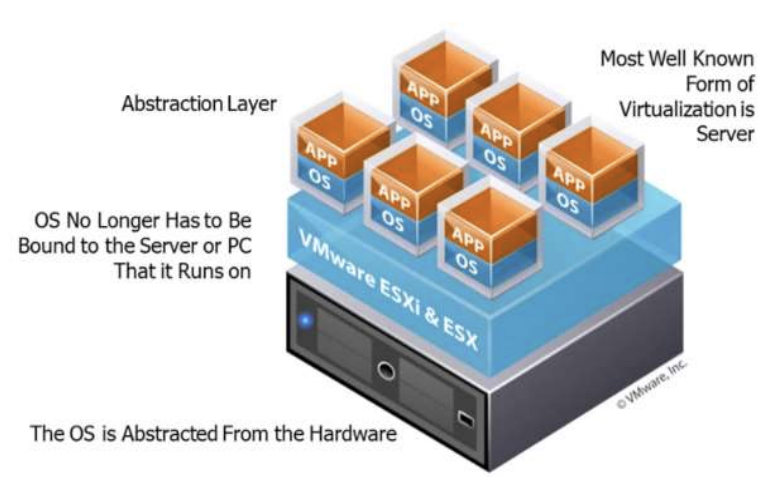 Most Well Known
Form of
Virtualization is
Server
Abstraction Layer
APP
OS
APP
OS
APP
OS
APP
OS
APP
OS
APP
OS
OS No Longer Has to Be
Bound to the Server or PC
That it Runs on
VMware ESXi & ESX
© VMware, Inc.
The OS is Abstracted From the Hardware